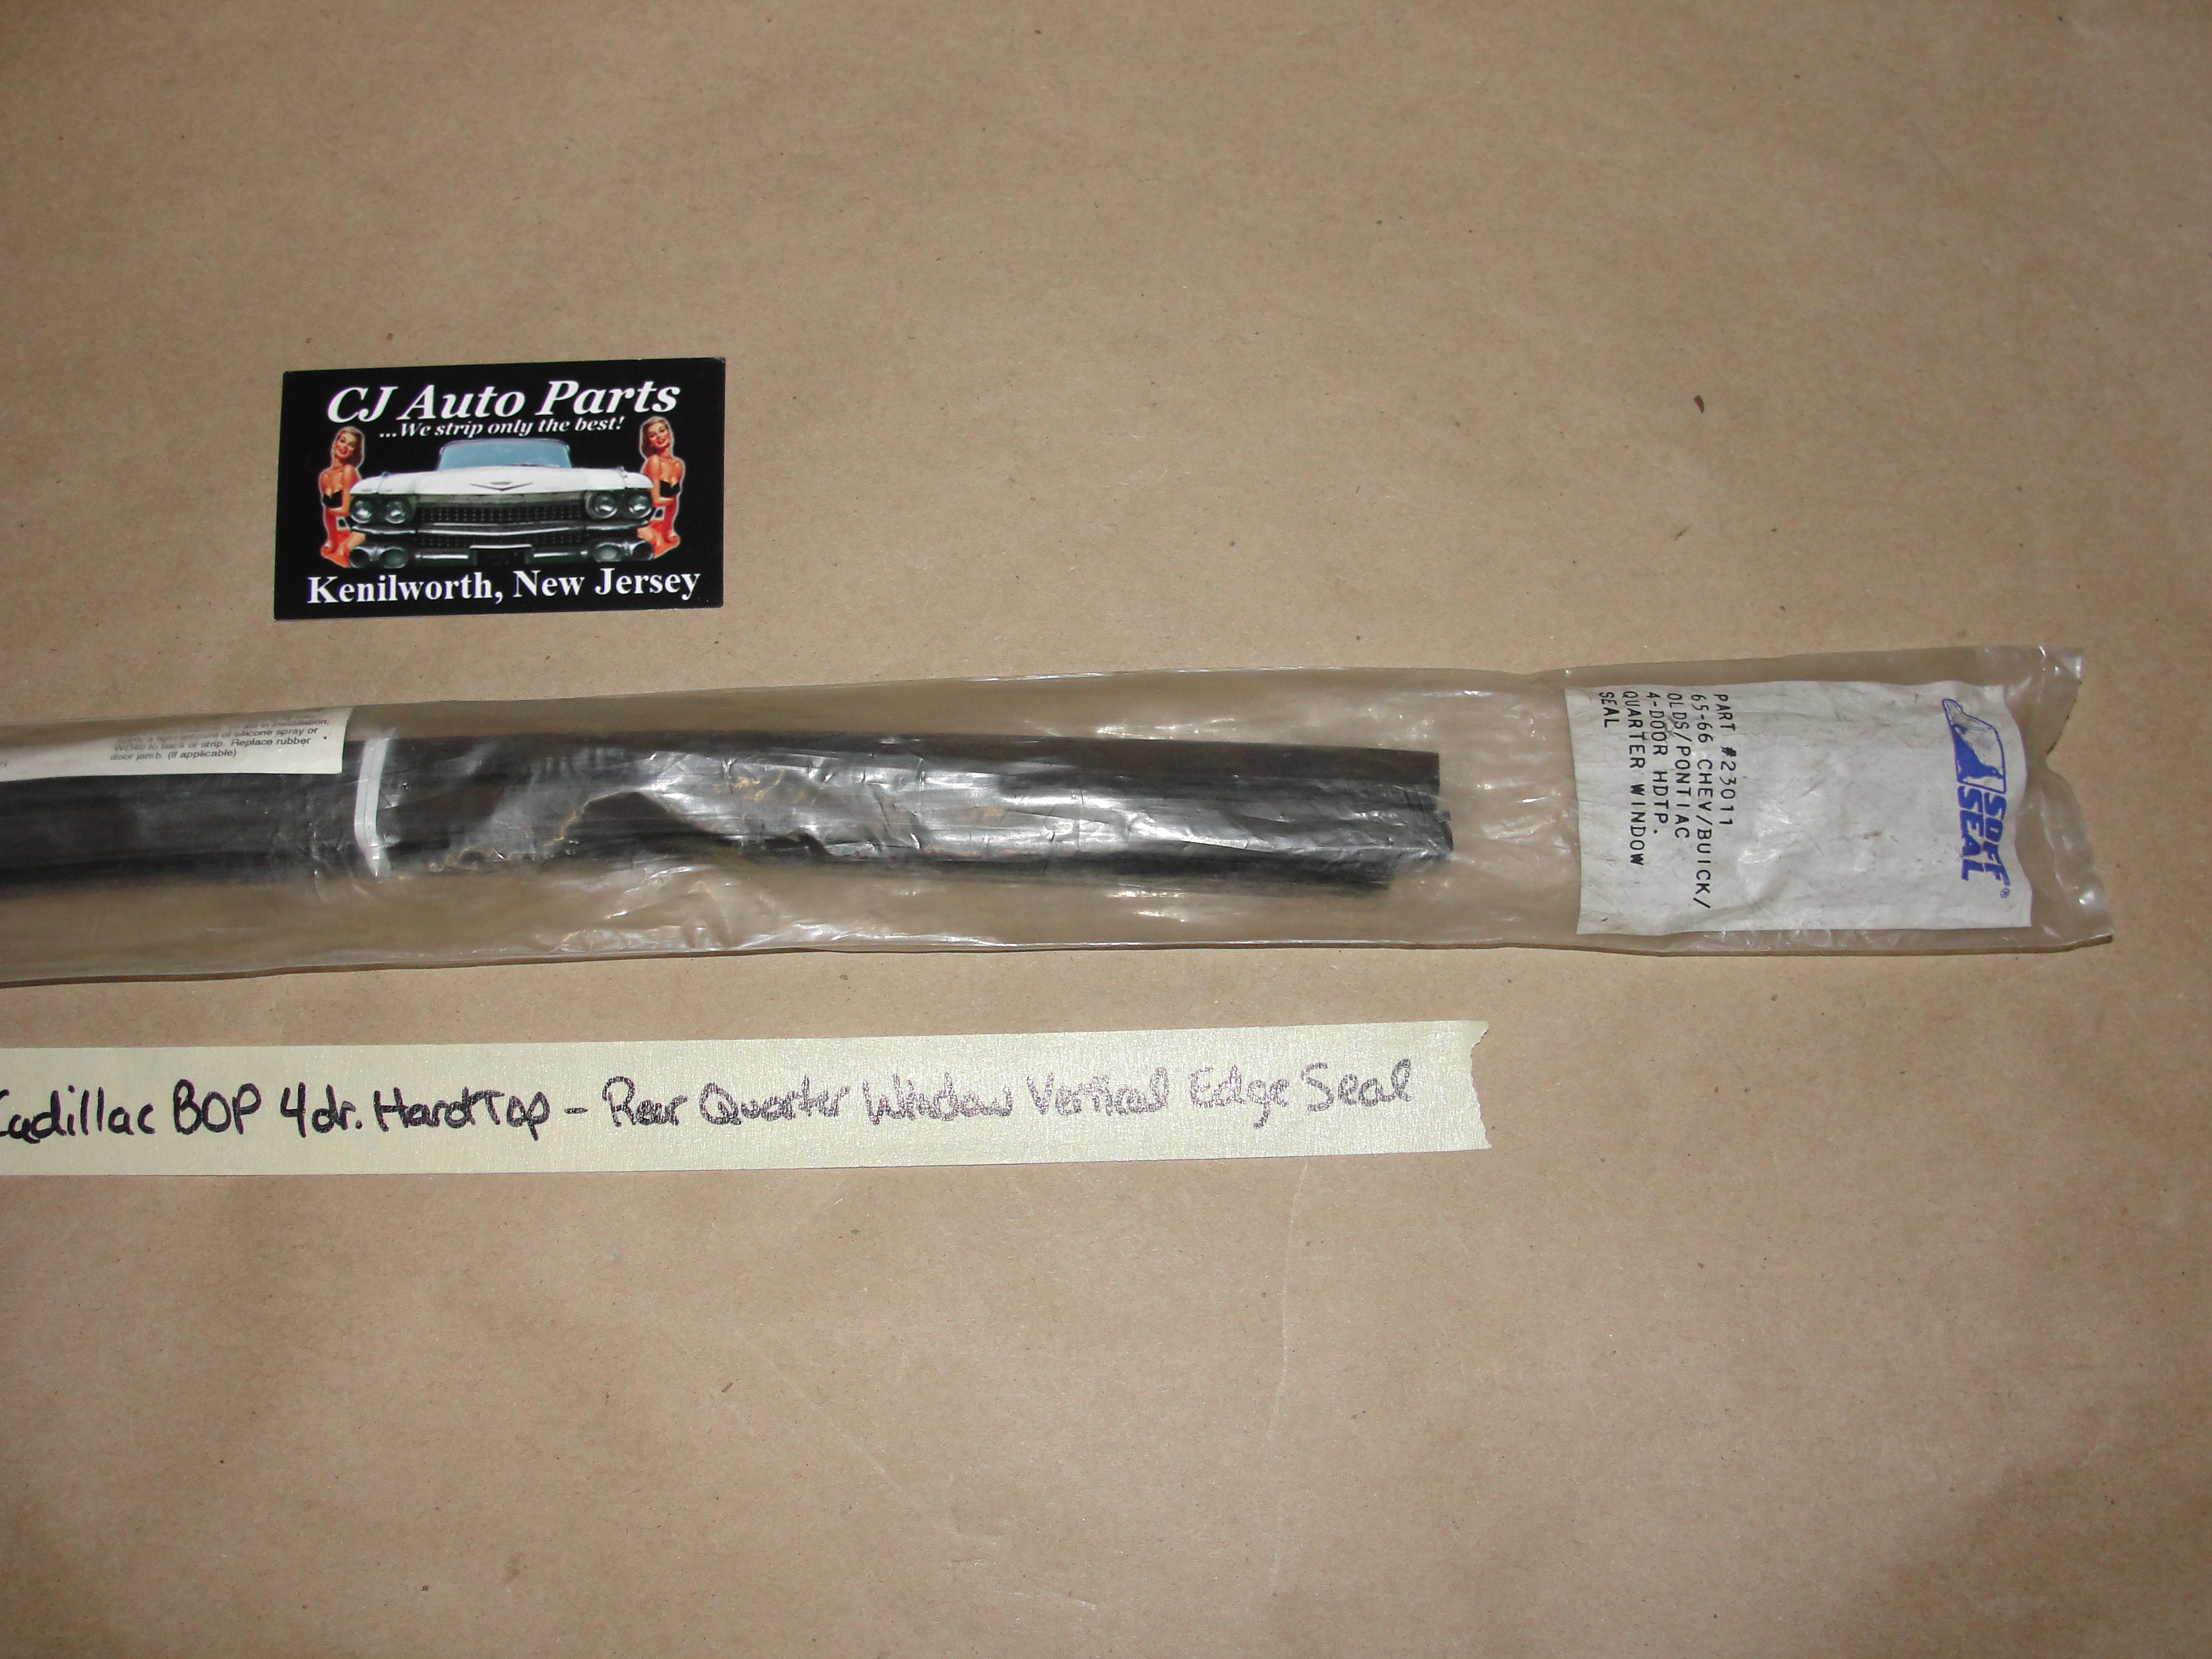 CJ Auto Parts
...We strip only the best!
Kenilworth, New Jersey
installation,
silicone spray or
WD40 to back of strip. Replace rubber
door jamb. (If applicable)
SOFF
SEAL®
PART #23011
65-66 CHEV/BUICK/
OLDS/PONTIAC
4-DOOR HDTP.
QUARTER WINDOW
SEAL
Cadillac BOP 4dr. HardTop - Rear Quarter Window Vertical Edge Seal